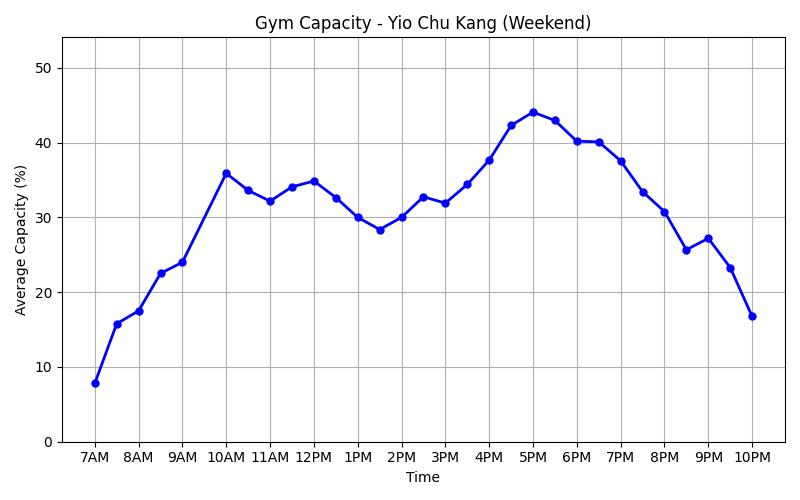 Gym Capacity - Yio Chu Kang (Weekend)
Average Capacity (%)
50
40
30
20
10
0
7AM 8AM 9AM 10AM 11AM 12PM 1PM 2PM 3PM 4PM 5PM 6PM 7PM 8PM 9PM 10PM
Time